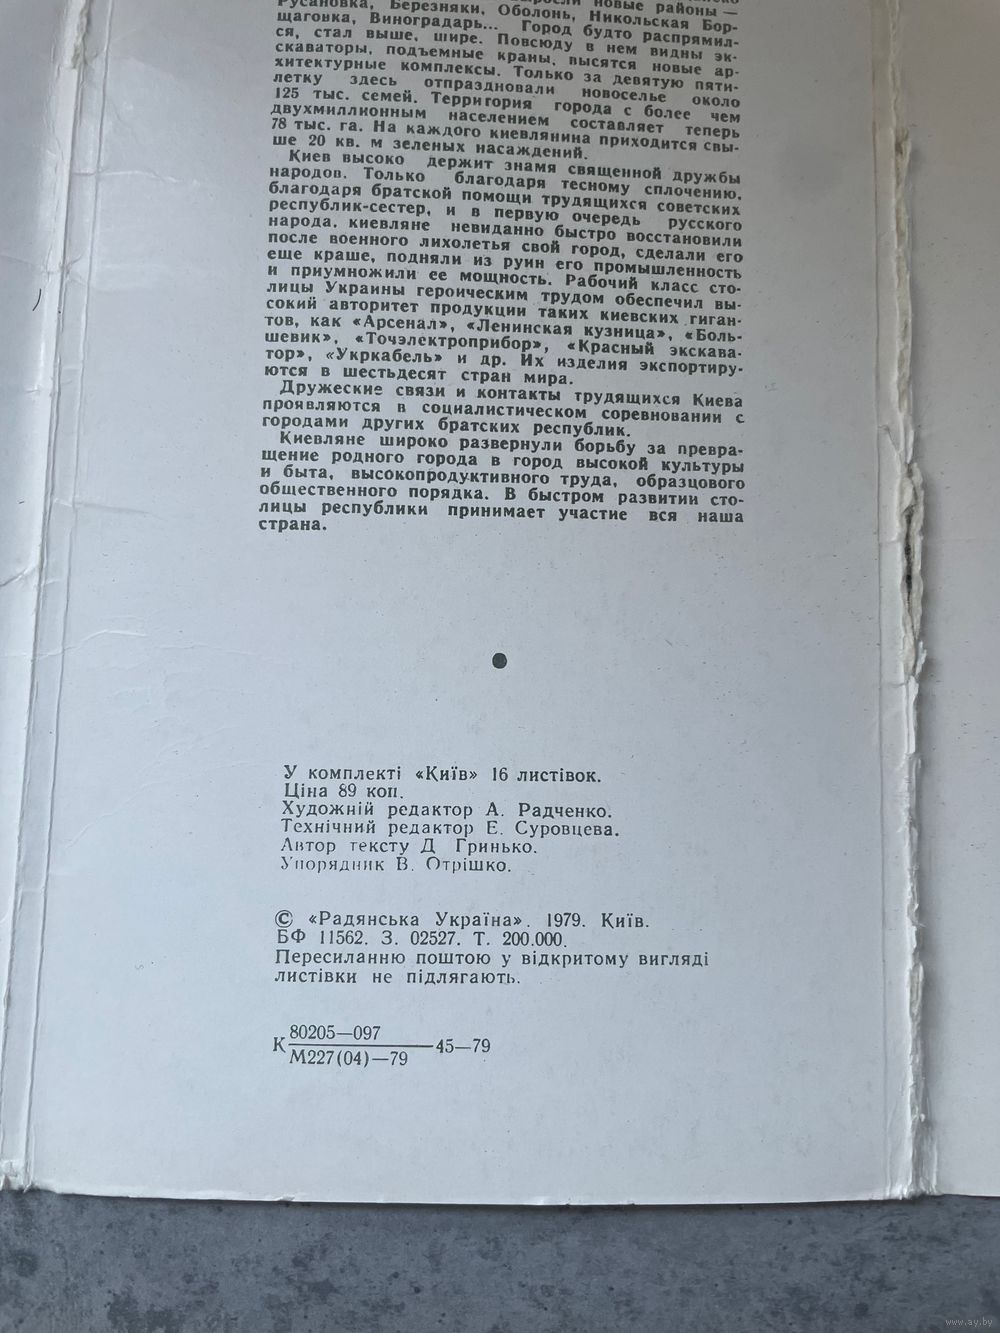 новые районы —
Русановка, Березняки, Оболонь, Никольская Бор-
щаговка, Виноградарь... Город будто распрямил-
ся, стал выше, шире. Повсюду в нем видны эк-
скаваторы, подъемные краны, высятся новые ар-
хитектурные комплексы. Только за девятую пяти-
летку здесь отпраздновали новоселье около
125 тыс. семей. Территория города с более чем
двухмиллионным населением составляет теперь
78 тыс. га. На каждого киевлянина приходится свы-
ше 20 кв. м зеленых насаждений.
Киев высоко держит знамя священной дружбы
народов. Только благодаря тесному сплочению,
благодаря братской помощи трудящихся советских
республик-сестер, и в первую очередь русского
народа, киевляне невиданно быстро восстановили
после военного лихолетья свой город, сделали его
еще краше, подняли из руин его промышленность
и приумножили ее мощность. Рабочий класс сто-
лицы Украины героическим трудом обеспечил вы-
сокий авторитет продукции таких киевских гиган-
тов, как «Арсенал», «Ленинская кузница», «Боль-
шевик», «Точэлектроприбор», «Красный экскава-
тор», «Укркабель» и др. Их изделия экспортиру-
ются в шестьдесят стран мира.
Дружеские связи и контакты трудящихся Киева
проявляются в социалистическом соревновании с
городами других братских республик.
Киевляне широко развернули борьбу за превра-
щение родного города в город высокой культуры
и быта, высокопродуктивного труда, образцового
общественного порядка. В быстром развитии сто-
лицы республики принимает участие вся наша
страна.
У комплекті «Київ» 16 листівок.
Ціна 89 коп.
Художній редактор А. Радченко.
Технічний редактор Е. Суровцева.
Автор тексту Д Гринько.
Упорядник В. Отрішко.
© «Радянська Україна». 1979. Київ.
БФ 11562. З. 02527. Т. 200.000.
Пересиланню поштою у відкритому вигляді
листівки не підлягають.
80205—097
К 45—79
М227(04)—79
www.ay.by